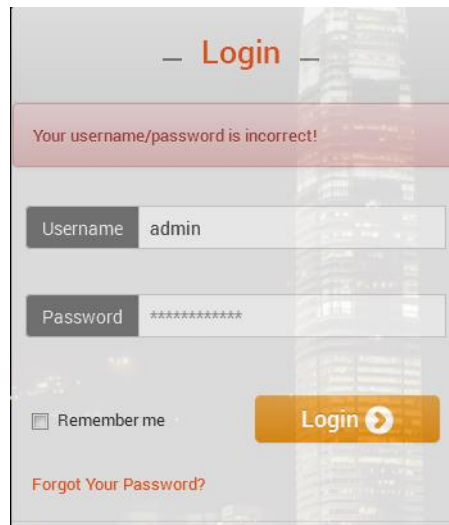 Login
Your username/password is incorrect!
Username admin
Password ************
Remember me Login
Forgot Your Password?